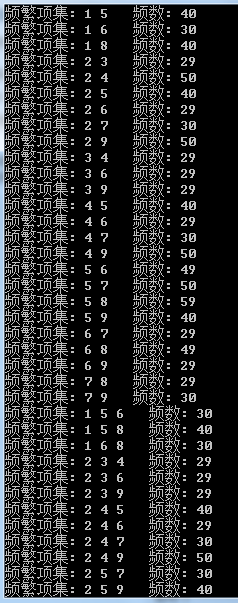 频繁项集: 1 5 频数: 40
频繁项集: 1 6 频数: 30
频繁项集: 1 8 频数: 40
频繁项集: 2 3 频数: 29
频繁项集: 2 4 频数: 50
频繁项集: 2 5 频数: 40
频繁项集: 2 6 频数: 29
频繁项集: 2 7 频数: 30
频繁项集: 2 9 频数: 50
频繁项集: 3 4 频数: 29
频繁项集: 3 6 频数: 29
频繁项集: 3 9 频数: 29
频繁项集: 4 5 频数: 40
频繁项集: 4 6 频数: 29
频繁项集: 4 7 频数: 30
频繁项集: 4 9 频数: 50
频繁项集: 5 6 频数: 49
频繁项集: 5 7 频数: 50
频繁项集: 5 8 频数: 59
频繁项集: 5 9 频数: 40
频繁项集: 6 7 频数: 29
频繁项集: 6 8 频数: 49
频繁项集: 6 9 频数: 29
频繁项集: 7 8 频数: 29
频繁项集: 7 9 频数: 30
频繁项集: 1 5 6 频数: 30
频繁项集: 1 5 8 频数: 40
频繁项集: 1 6 8 频数: 30
频繁项集: 2 3 4 频数: 29
频繁项集: 2 3 6 频数: 29
频繁项集: 2 3 9 频数: 29
频繁项集: 2 4 5 频数: 40
频繁项集: 2 4 6 频数: 29
频繁项集: 2 4 7 频数: 30
频繁项集: 2 4 9 频数: 50
频繁项集: 2 5 7 频数: 30
频繁项集: 2 5 9 频数: 40